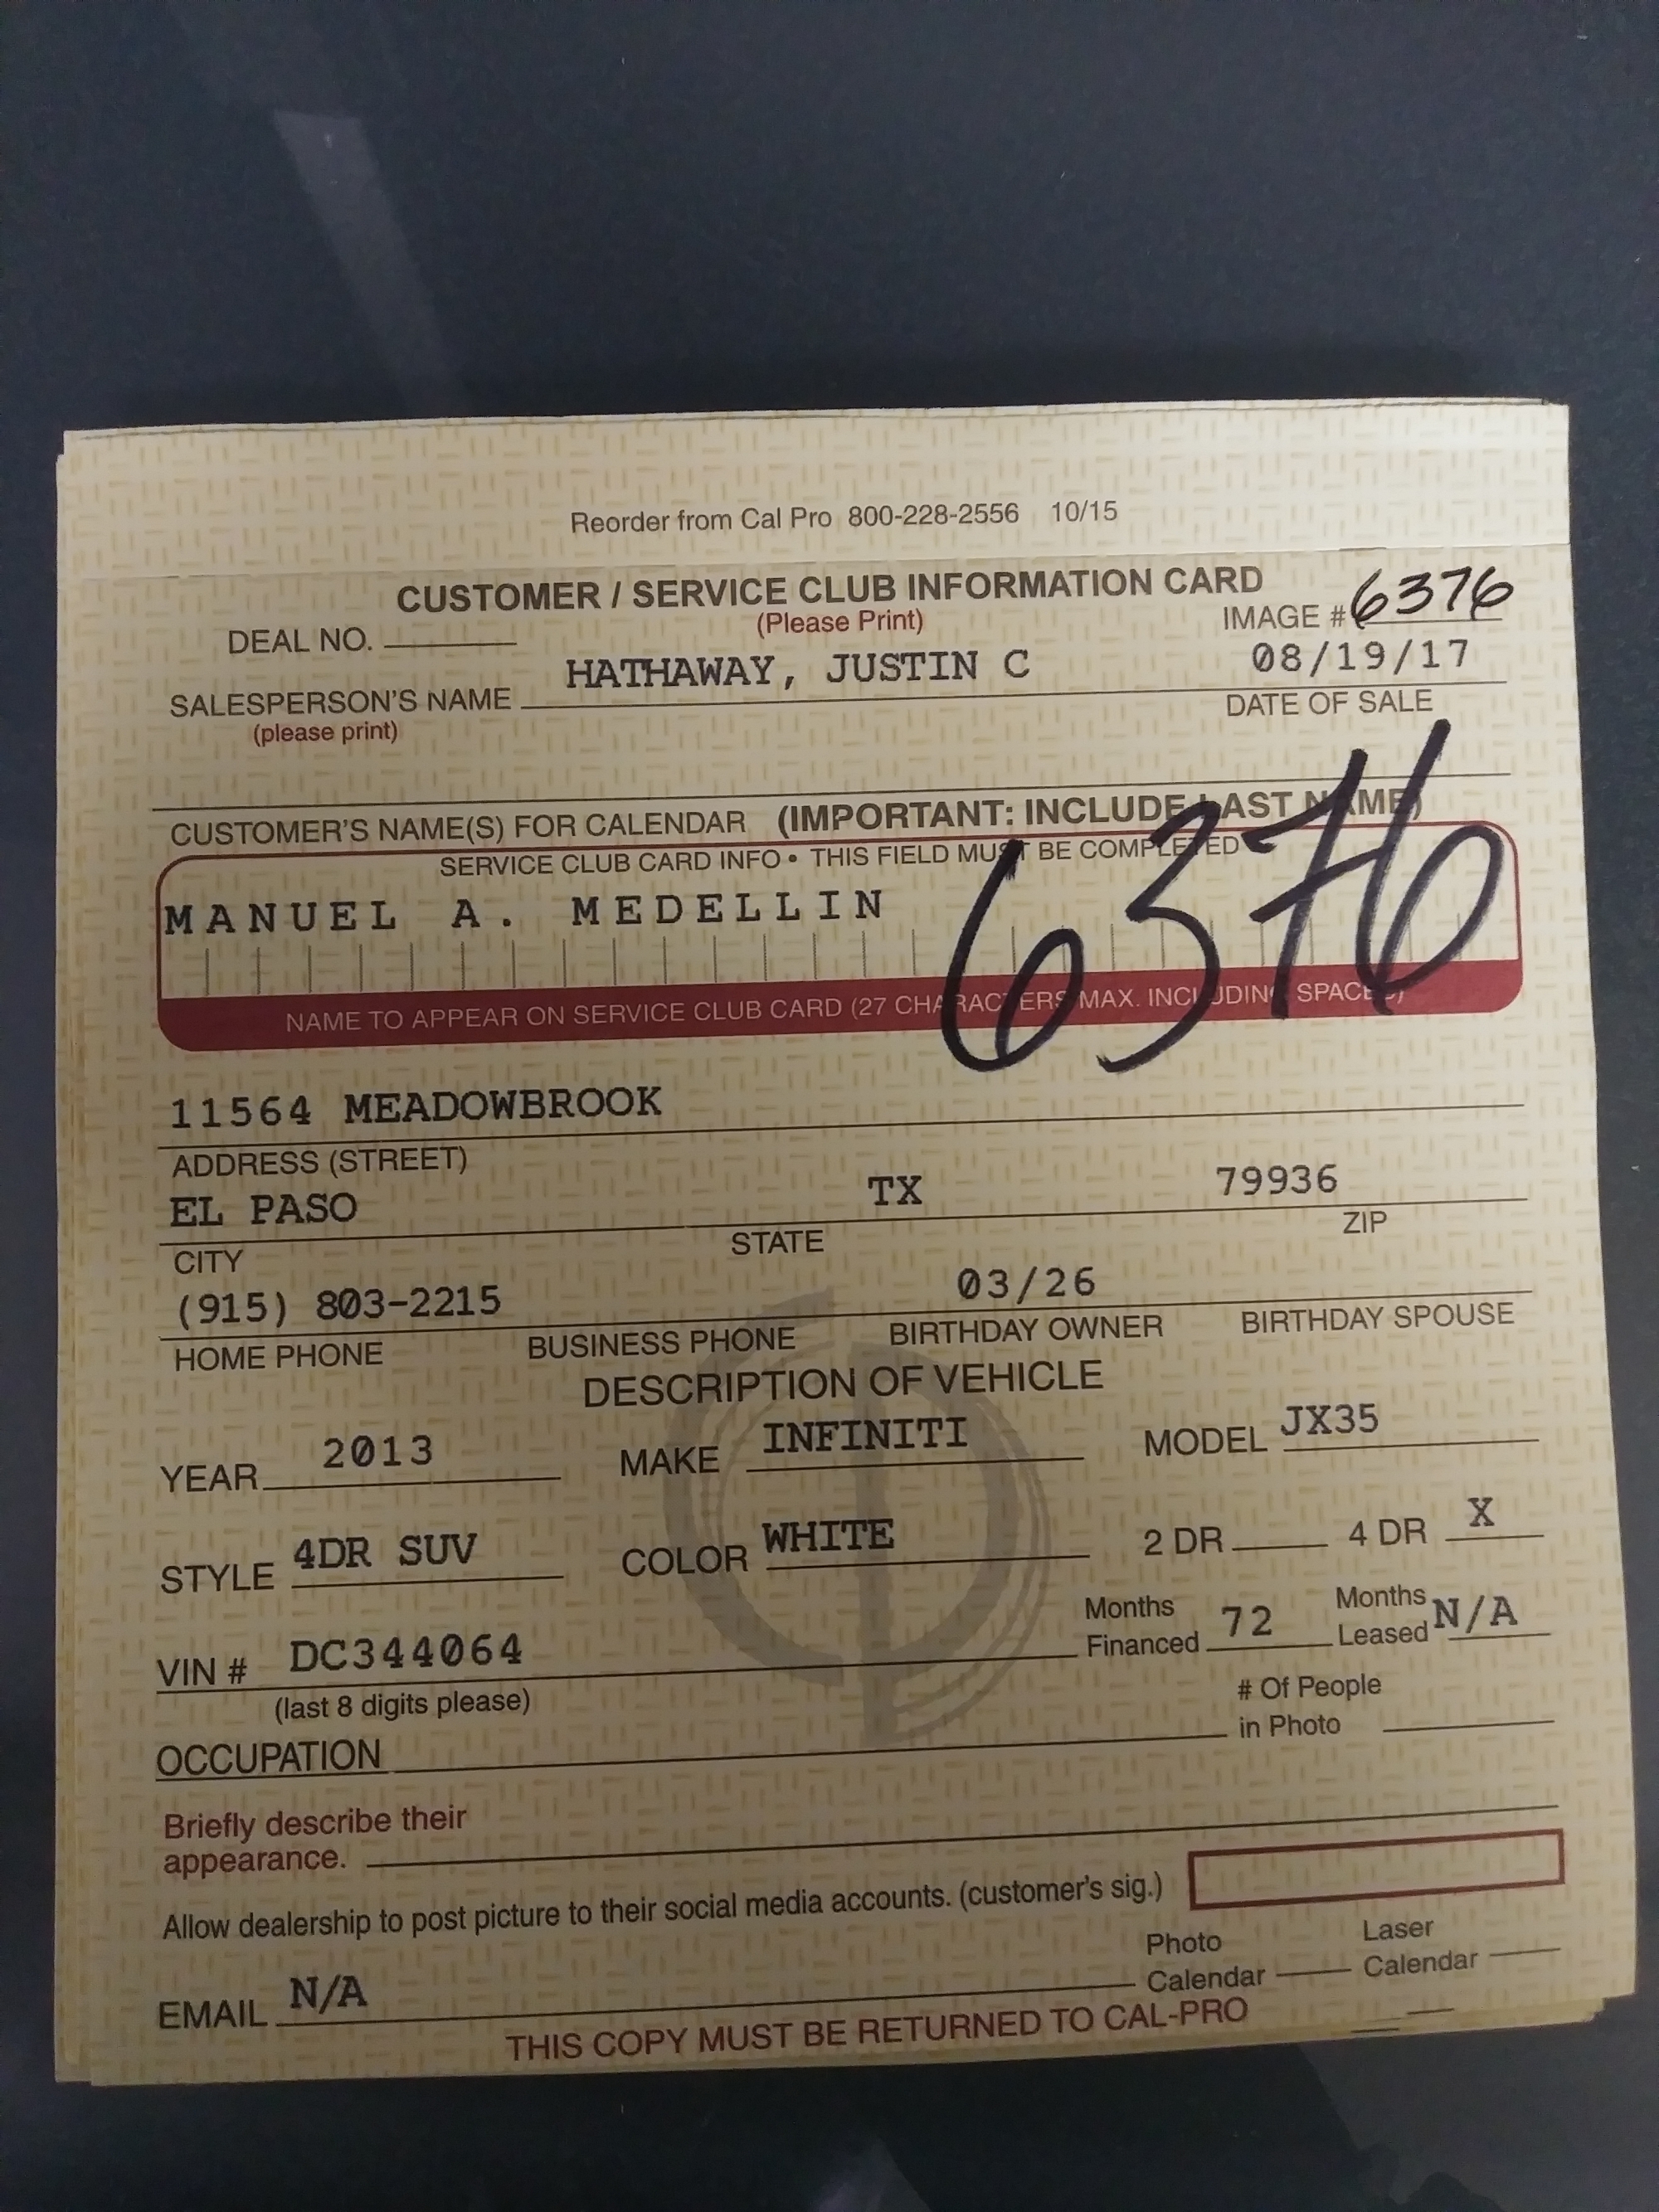 Reorder from Cal Pro 800-228-2556 10/15
CUSTOMER / SERVICE CLUB INFORMATION CARD
(Please Print)
IMAGE # 6376
DEAL NO.
HATHAWAY, JUSTIN C
08/19/17
SALESPERSON'S NAME
DATE OF SALE
(please print)
CUSTOMER'S NAME(S) FOR CALENDAR (IMPORTANT: INCLUDE LAST NAME)
SERVICE CLUB CARD INFO • THIS FIELD MUST BE COMPLETED
MANUEL A. MEDELLIN
6376
NAME TO APPEAR ON SERVICE CLUB CARD (27 CHARACTERS MAX. INCLUDING SPACES)
11564 MEADOWBROOK
ADDRESS (STREET)
EL PASO TX 79936
CITY STATE ZIP
(915) 803-2215 03/26
HOME PHONE BUSINESS PHONE BIRTHDAY OWNER BIRTHDAY SPOUSE
DESCRIPTION OF VEHICLE
YEAR 2013 MAKE INFINITI MODEL JX35
STYLE 4DR SUV COLOR WHITE 2 DR 4 DR X
VIN # DC344064 Months Financed 72 Months Leased N/A
(last 8 digits please)
OCCUPATION # Of People in Photo
Briefly describe their
appearance.
Allow dealership to post picture to their social media accounts. (customer's sig.)
EMAIL N/A Photo Calendar Laser Calendar
THIS COPY MUST BE RETURNED TO CAL-PRO